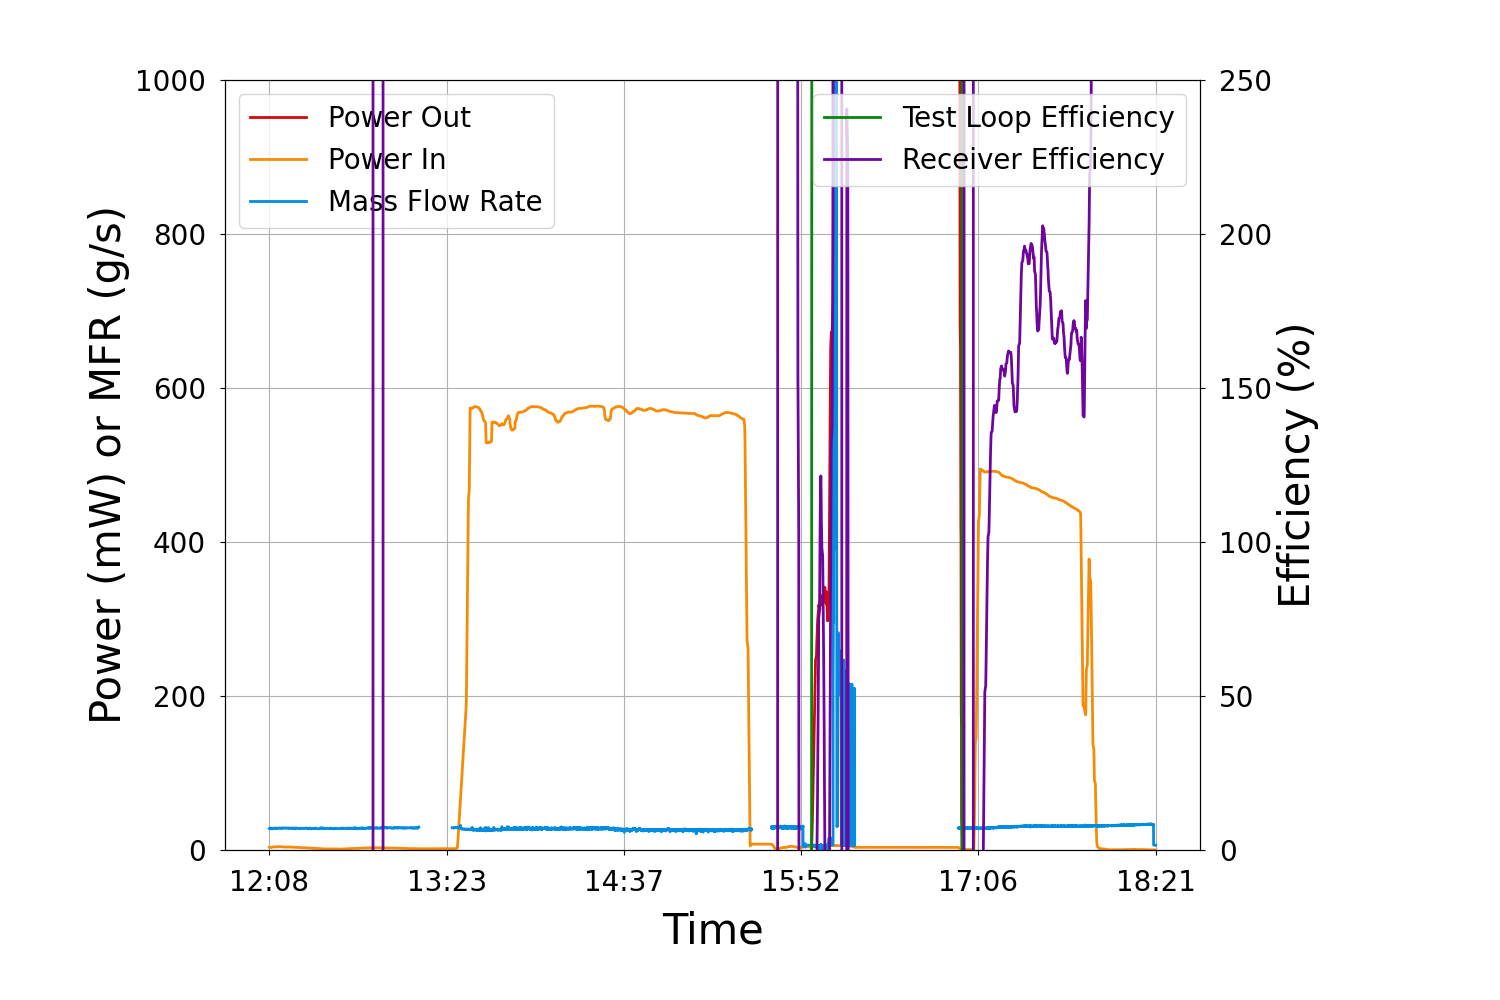 1000
800
600
400
200
0
Power (mW) or MFR (g/s)
Power Out
Power In
Mass Flow Rate
Test Loop Efficiency
Receiver Efficiency
250
200
150
100
50
0
Efficiency (%)
12:08 13:23 14:37 15:52 17:06 18:21
Time